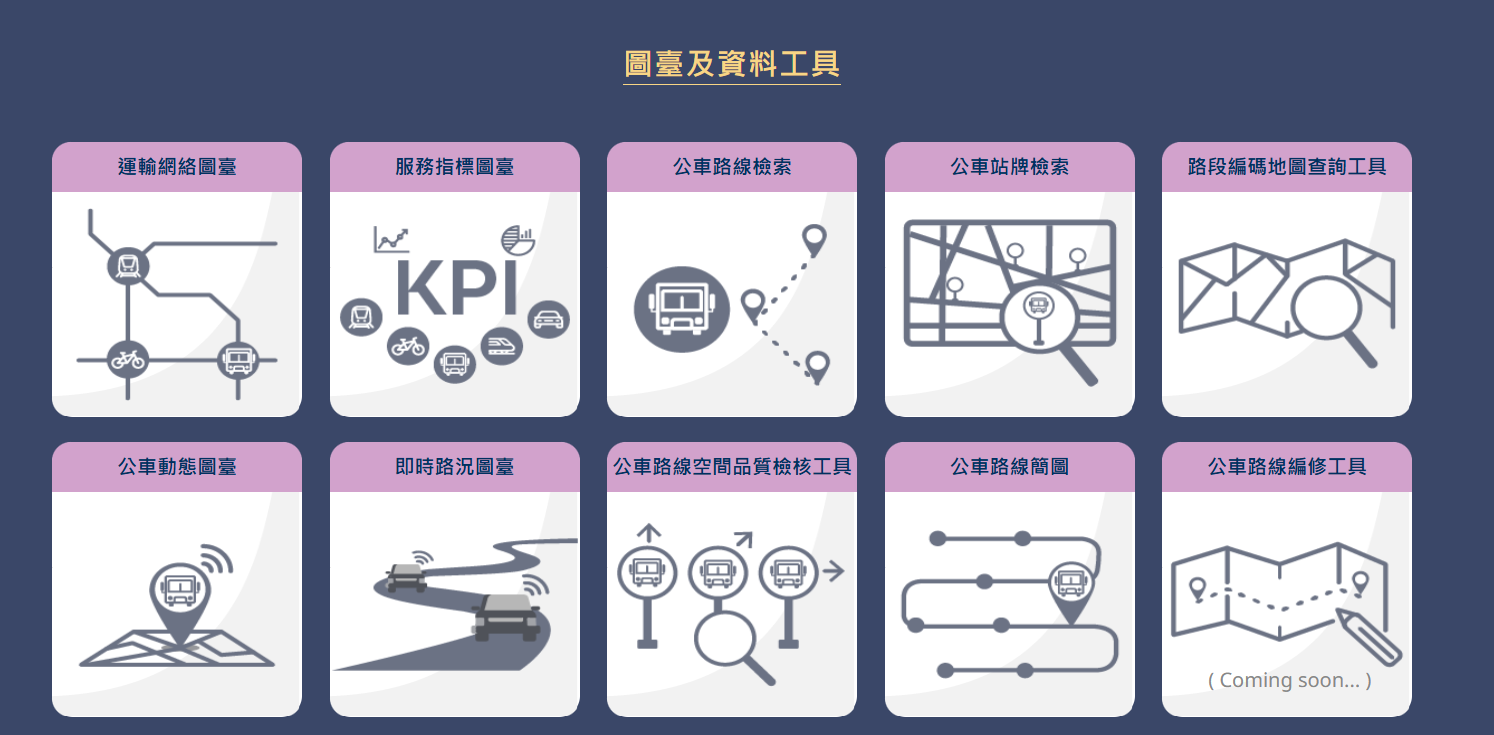 圖臺及資料工具
運輸網絡圖臺
服務指標圖臺
公車路線檢索
公車站牌檢索
路段編碼地圖查詢工具
KPI
公車動態圖臺
即時路況圖臺
公車路線空間品質檢核工具
公車路線簡圖
公車路線編修工具
( Coming soon... )